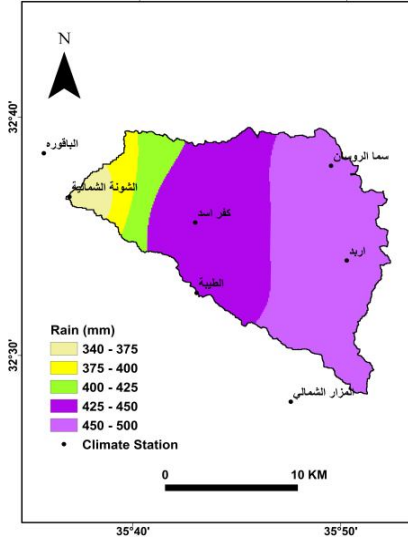 N
32°40'
الباقوره
سما الروسان
الشونة الشمالية
كفر اسد
اربد
الطيبة
Rain (mm)
340 - 375
375 - 400
400 - 425
425 - 450
450 - 500
Climate Station
32°30'
المزار الشمالي
0 10 KM
35°40' 35°50'